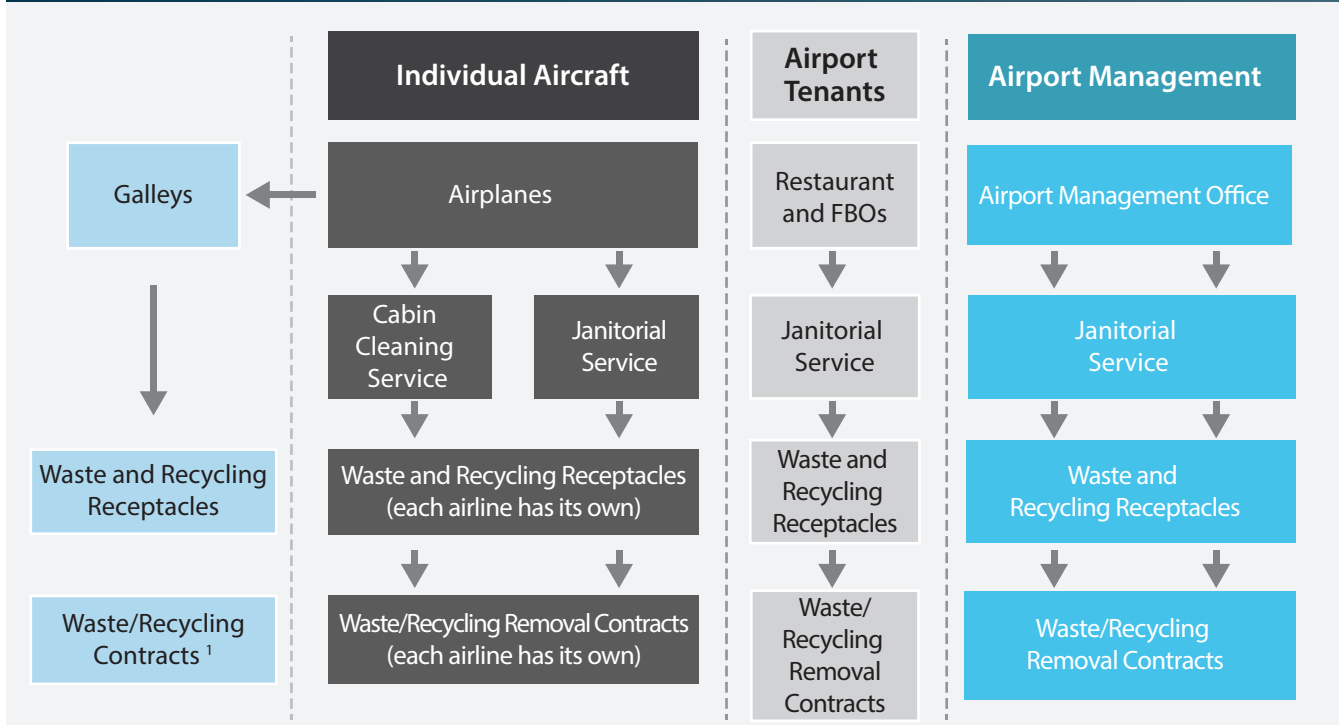 Individual Aircraft
Airport
Tenants
Airport Management
Galleys
Airplanes
Restaurant
and FBOs
Airport Management Office
Cabin
Cleaning
Service
Janitorial
Service
Janitorial
Service
Janitorial
Service
Waste and Recycling
Receptacles
Waste and Recycling Receptacles
(each airline has its own)
Waste and
Recycling
Receptacles
Waste and
Recycling Receptacles
Waste/Recycling
Contracts ¹
Waste/Recycling Removal Contracts
(each airline has its own)
Waste/
Recycling
Removal
Contracts
Waste/Recycling
Removal Contracts